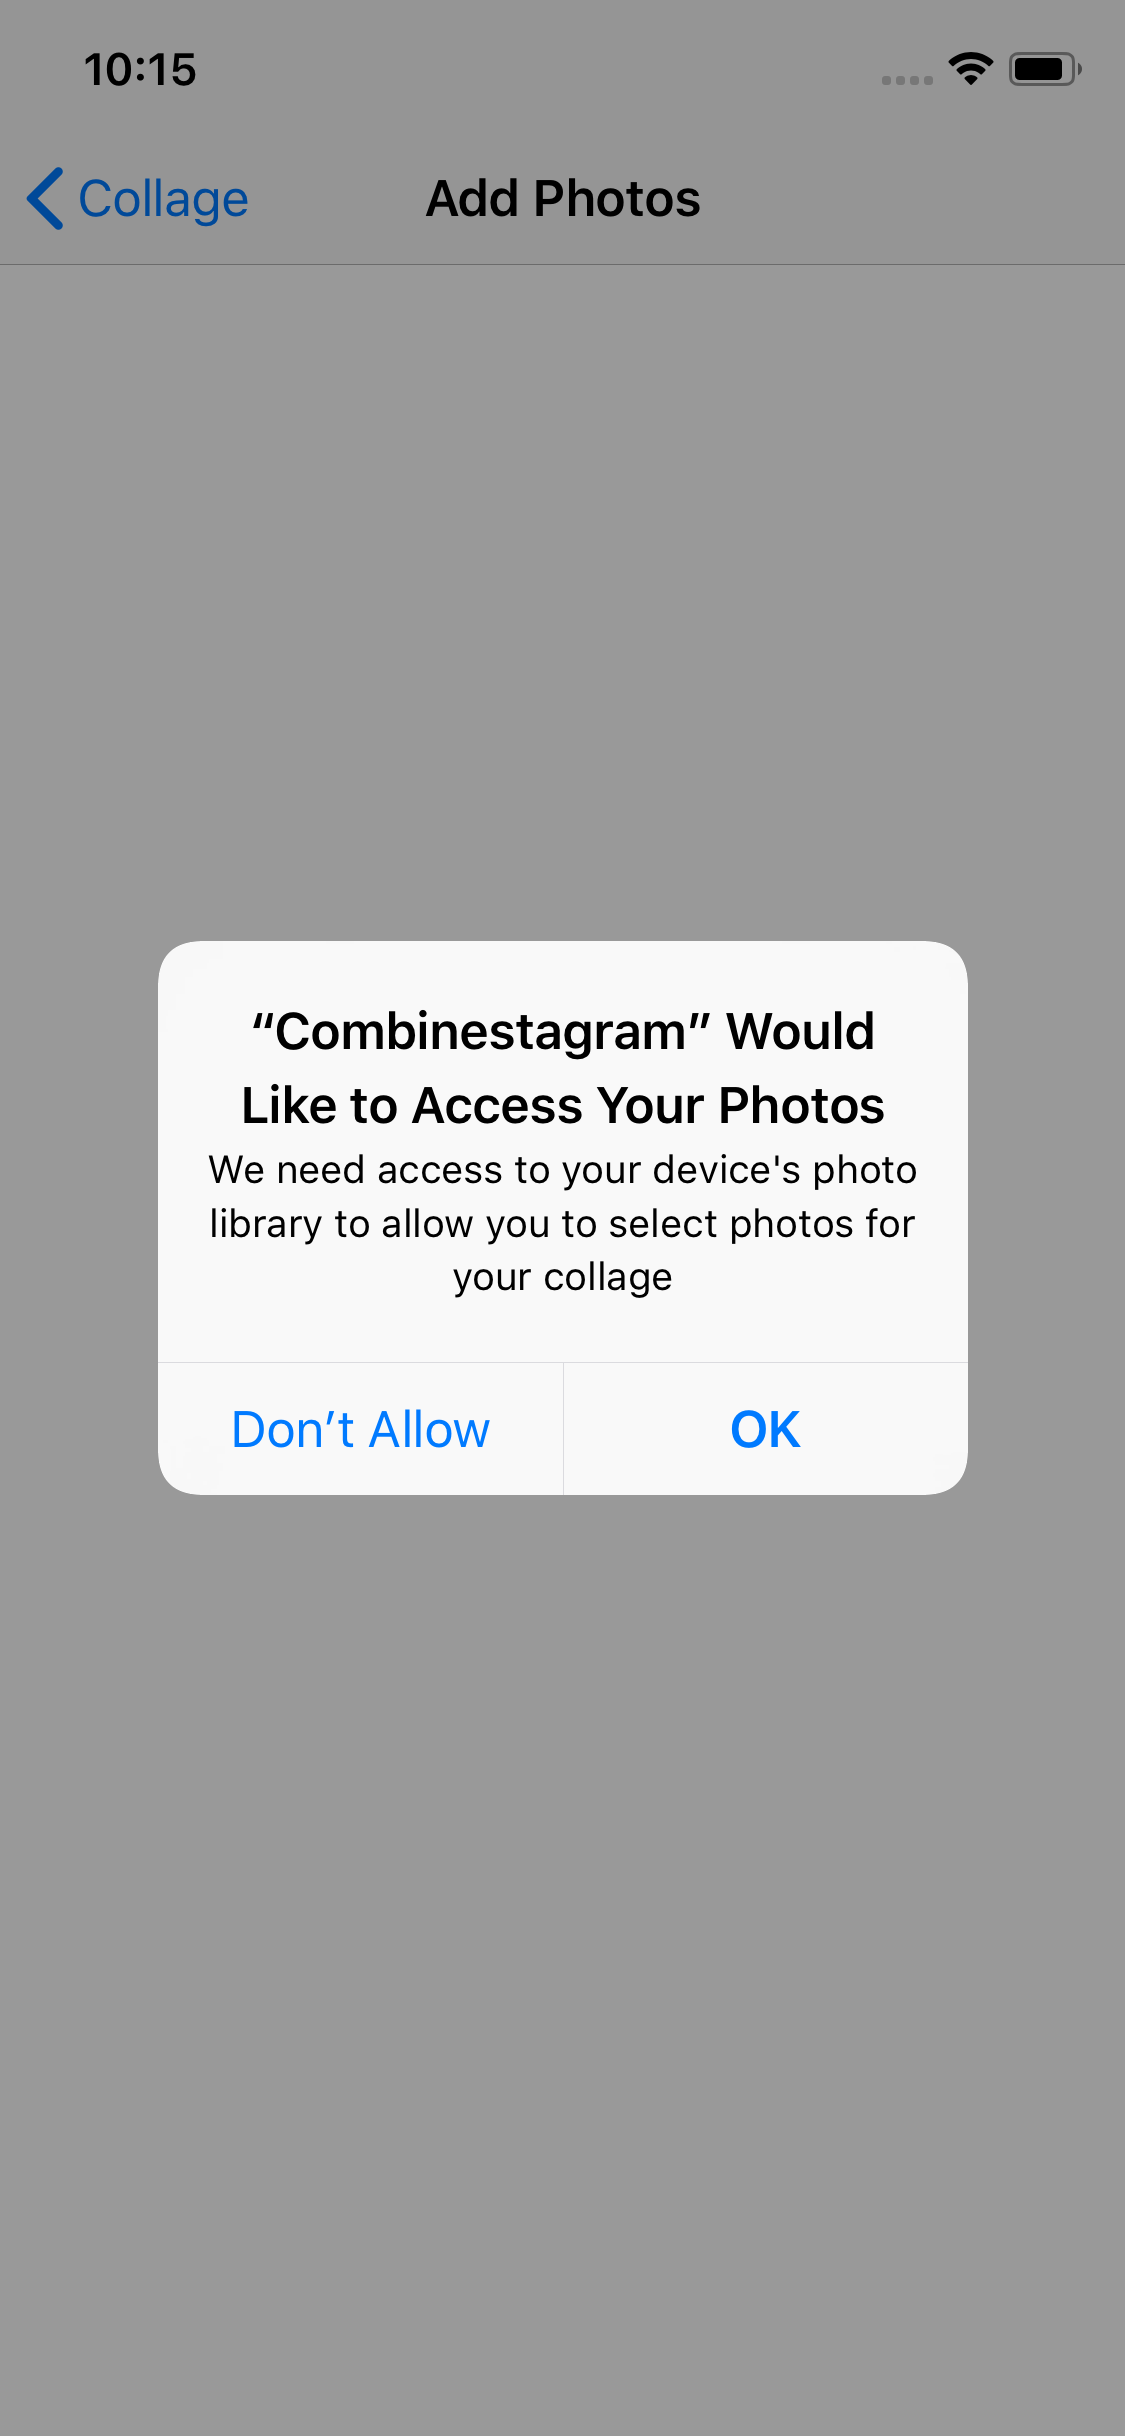 10:15
Collage
Add Photos
“Combinestagram” Would
Like to Access Your Photos
We need access to your device's photo
library to allow you to select photos for
your collage
Don’t Allow
OK